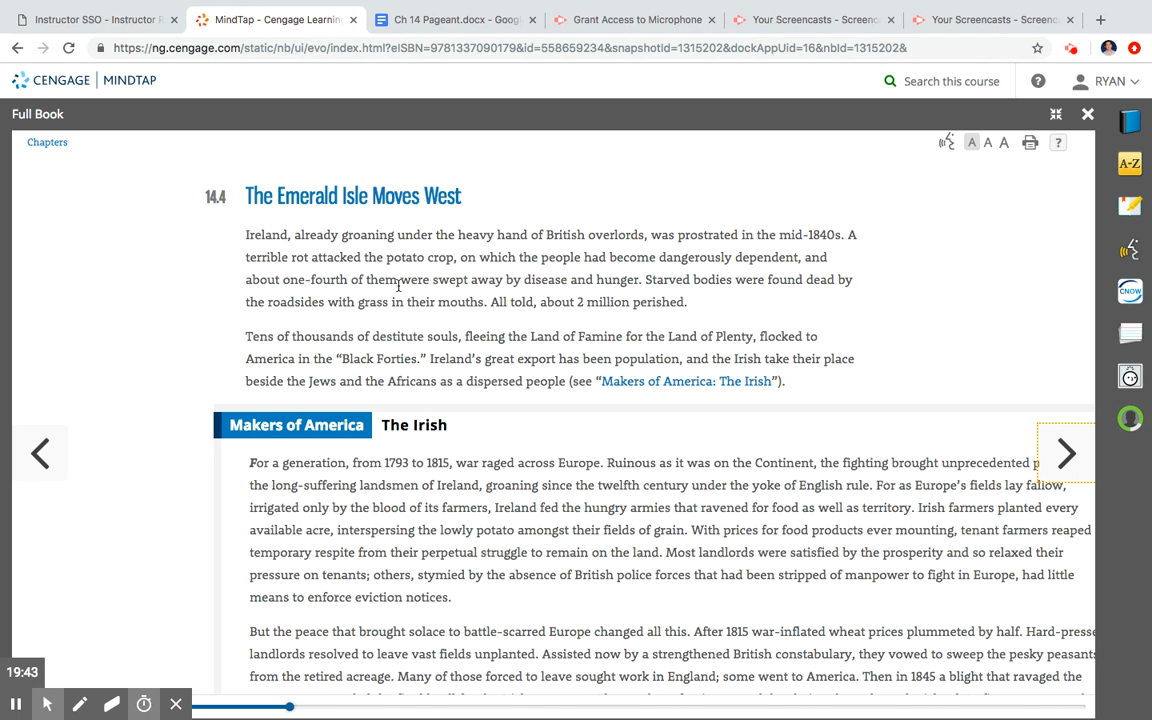 Instructor SSO - Instructor R
MindTap - Cengage Learning
Ch 14 Pageant.docx - Goog
Grant Access to Microphone
Your Screencasts - Screenc
Your Screencasts - Screenc
https://ng.cengage.com/static/nb/ui/evo/index.html?eISBN=9781337090179&id=558659234&snapshotId=1315202&dockAppUid=16&nbId=1315202&
CENGAGE | MINDTAP
Search this course
?
RYAN
Full Book
Chapters
A A A ?
A-Z
CNOW
14.4 The Emerald Isle Moves West
Ireland, already groaning under the heavy hand of British overlords, was prostrated in the mid-1840s. A
terrible rot attacked the potato crop, on which the people had become dangerously dependent, and
about one-fourth of them were swept away by disease and hunger. Starved bodies were found dead by
the roadsides with grass in their mouths. All told, about 2 million perished.
Tens of thousands of destitute souls, fleeing the Land of Famine for the Land of Plenty, flocked to
America in the “Black Forties.” Ireland’s great export has been population, and the Irish take their place
beside the Jews and the Africans as a dispersed people (see “Makers of America: The Irish”).
Makers of America The Irish
For a generation, from 1793 to 1815, war raged across Europe. Ruinous as it was on the Continent, the fighting brought unprecedented
the long-suffering landsmen of Ireland, groaning since the twelfth century under the yoke of English rule. For as Europe’s fields lay fallow,
irrigated only by the blood of its farmers, Ireland fed the hungry armies that ravened for food as well as territory. Irish farmers planted every
available acre, interspersing the lowly potato amongst their fields of grain. With prices for food products ever mounting, tenant farmers reaped
temporary respite from their perpetual struggle to remain on the land. Most landlords were satisfied by the prosperity and so relaxed their
pressure on tenants; others, stymied by the absence of British police forces that had been stripped of manpower to fight in Europe, had little
means to enforce eviction notices.
But the peace that brought solace to battle-scarred Europe changed all this. After 1815 war-inflated wheat prices plummeted by half. Hard-presse
landlords resolved to leave vast fields unplanted. Assisted now by a strengthened British constabulary, they vowed to sweep the pesky peasants
from the retired acreage. Many of those forced to leave sought work in England; some went to America. Then in 1845 a blight that ravaged the
19:43